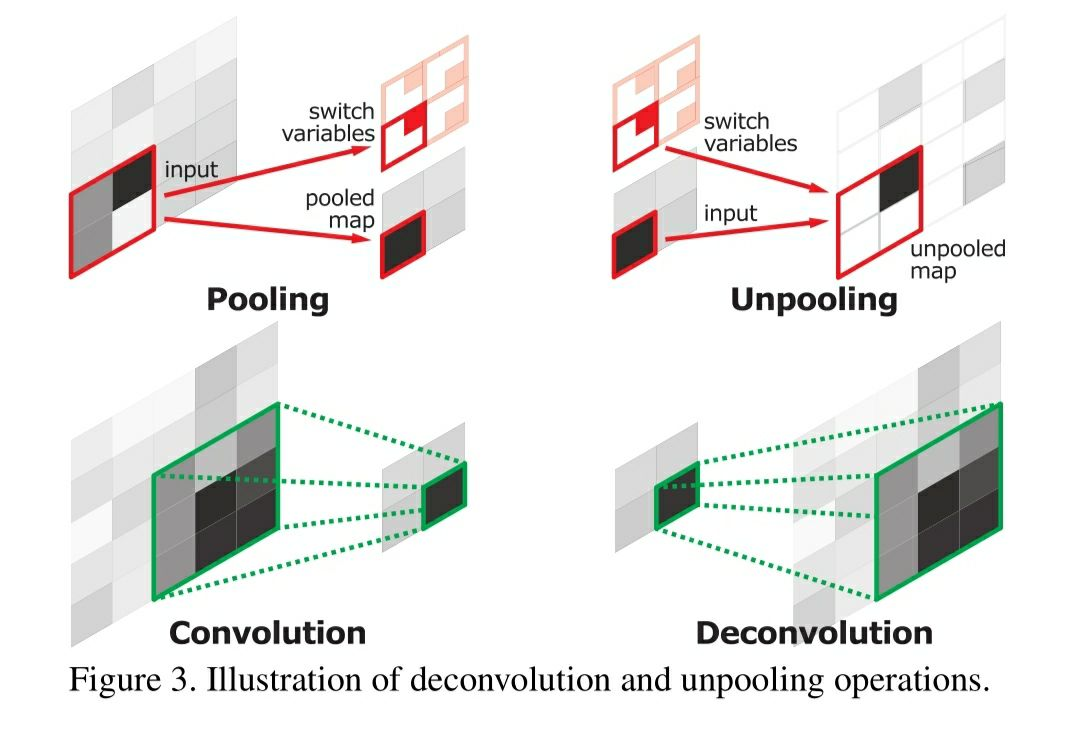 switch
variables
input
pooled
map
Pooling
switch
variables
input
unpooled
map
Unpooling
Convolution
Deconvolution
Figure 3. Illustration of deconvolution and unpooling operations.